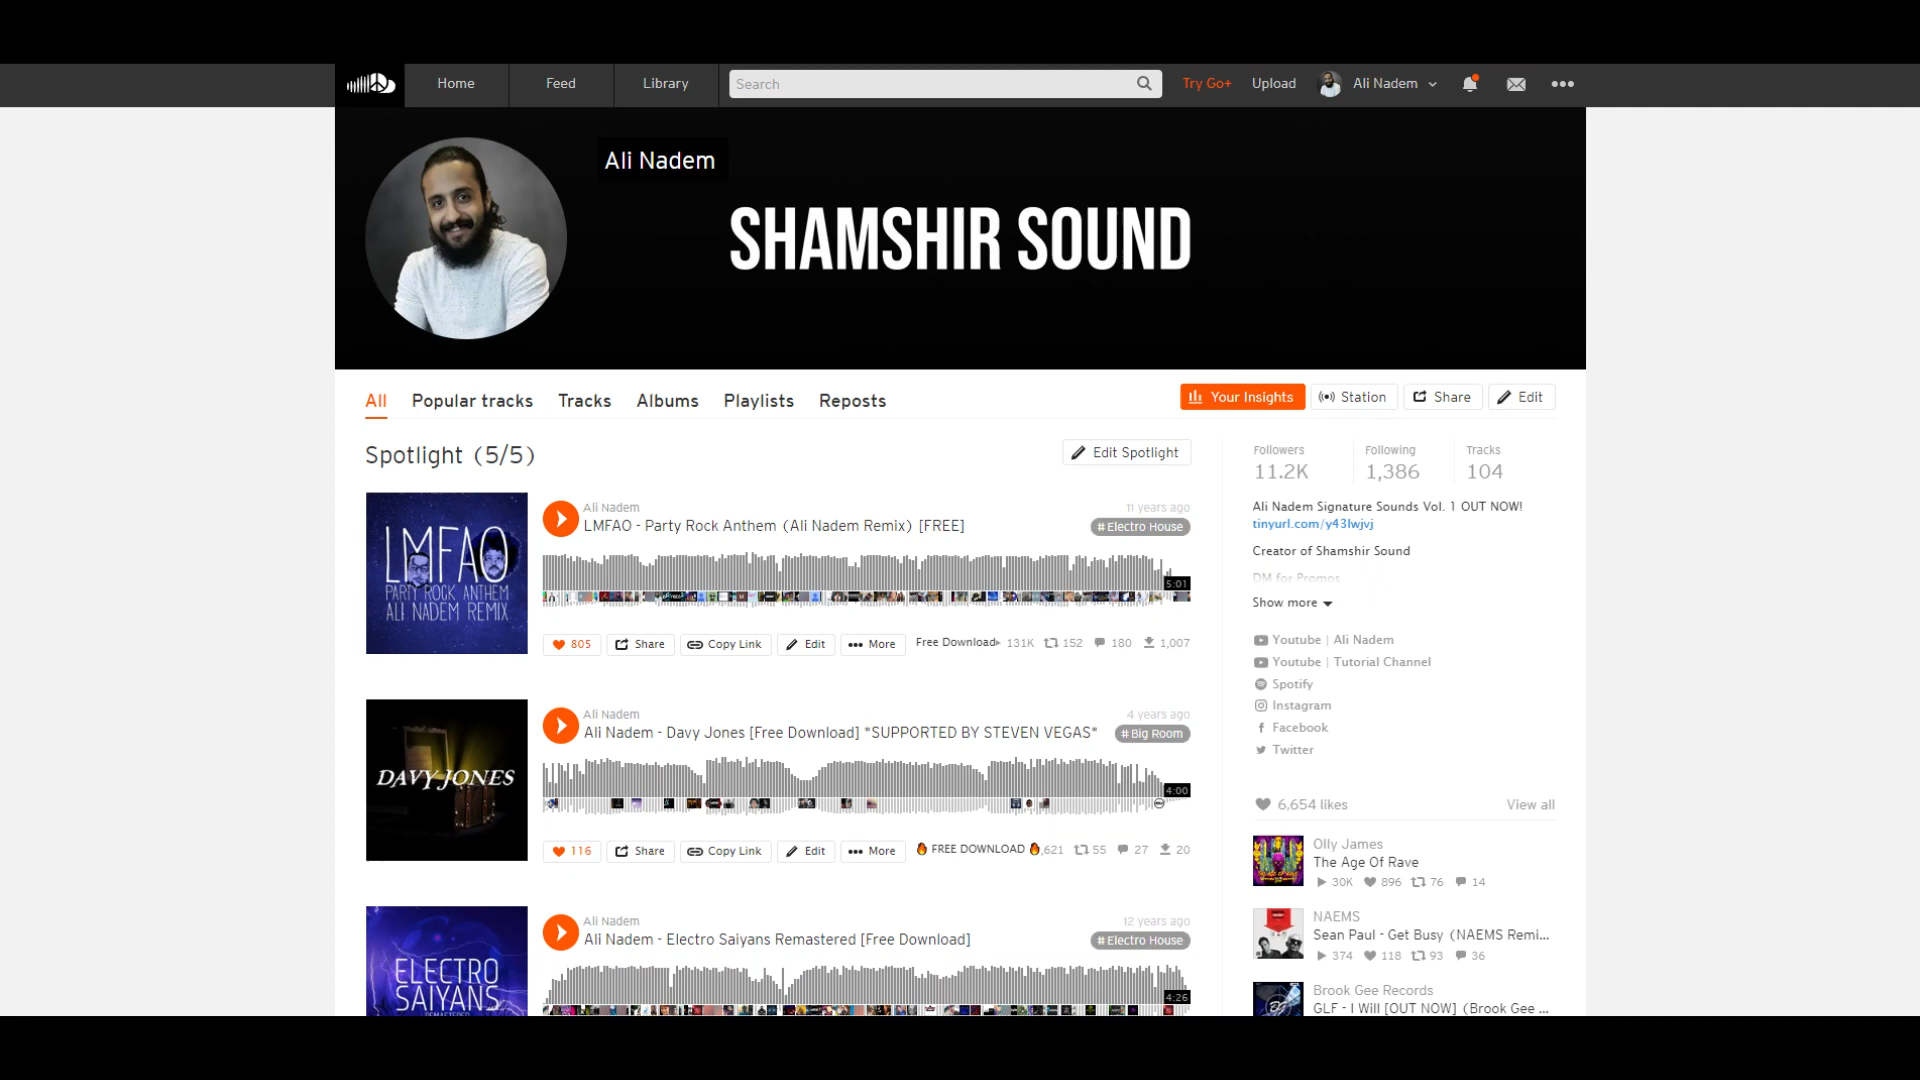 Home
Feed
Library
Search
Try Go+
Upload
Ali Nadem
Ali Nadem
SHAMSHIR SOUND
All
Popular tracks
Tracks
Albums
Playlists
Reposts
Your Insights
Station
Share
Edit
Spotlight (5/5)
Edit Spotlight
LMFAO
PARTY ROCK ANTHEM
ALI NADEM REMIX
Ali Nadem
11 years ago
LMFAO - Party Rock Anthem (Ali Nadem Remix) [FREE]
# Electro House
5:01
805
Share
Copy Link
Edit
More
Free Download
131K
152
180
1,007
DAVY JONES
Ali Nadem
4 years ago
Ali Nadem - Davy Jones [Free Download] *SUPPORTED BY STEVEN VEGAS*
# Big Room
4:00
116
Share
Copy Link
Edit
More
🔥 FREE DOWNLOAD 🔥,621
55
27
20
ELECTRO
SAIYANS
REMASTERED
Ali Nadem
12 years ago
Ali Nadem - Electro Saiyans Remastered [Free Download]
# Electro House
4:26
Followers
11.2K
Following
1,386
Tracks
104
Ali Nadem Signature Sounds Vol. 1 OUT NOW!
tinyurl.com/y43lwjvj
Creator of Shamshir Sound
DM for Promos
Show more
Youtube | Ali Nadem
Youtube | Tutorial Channel
Spotify
Instagram
Facebook
Twitter
6,654 likes
View all
Olly James
The Age Of Rave
30K
896
76
14
NAEMS
Sean Paul - Get Busy (NAEMS Remi...
374
118
93
36
Brook Gee Records
GLF - I Will [OUT NOW] (Brook Gee ...